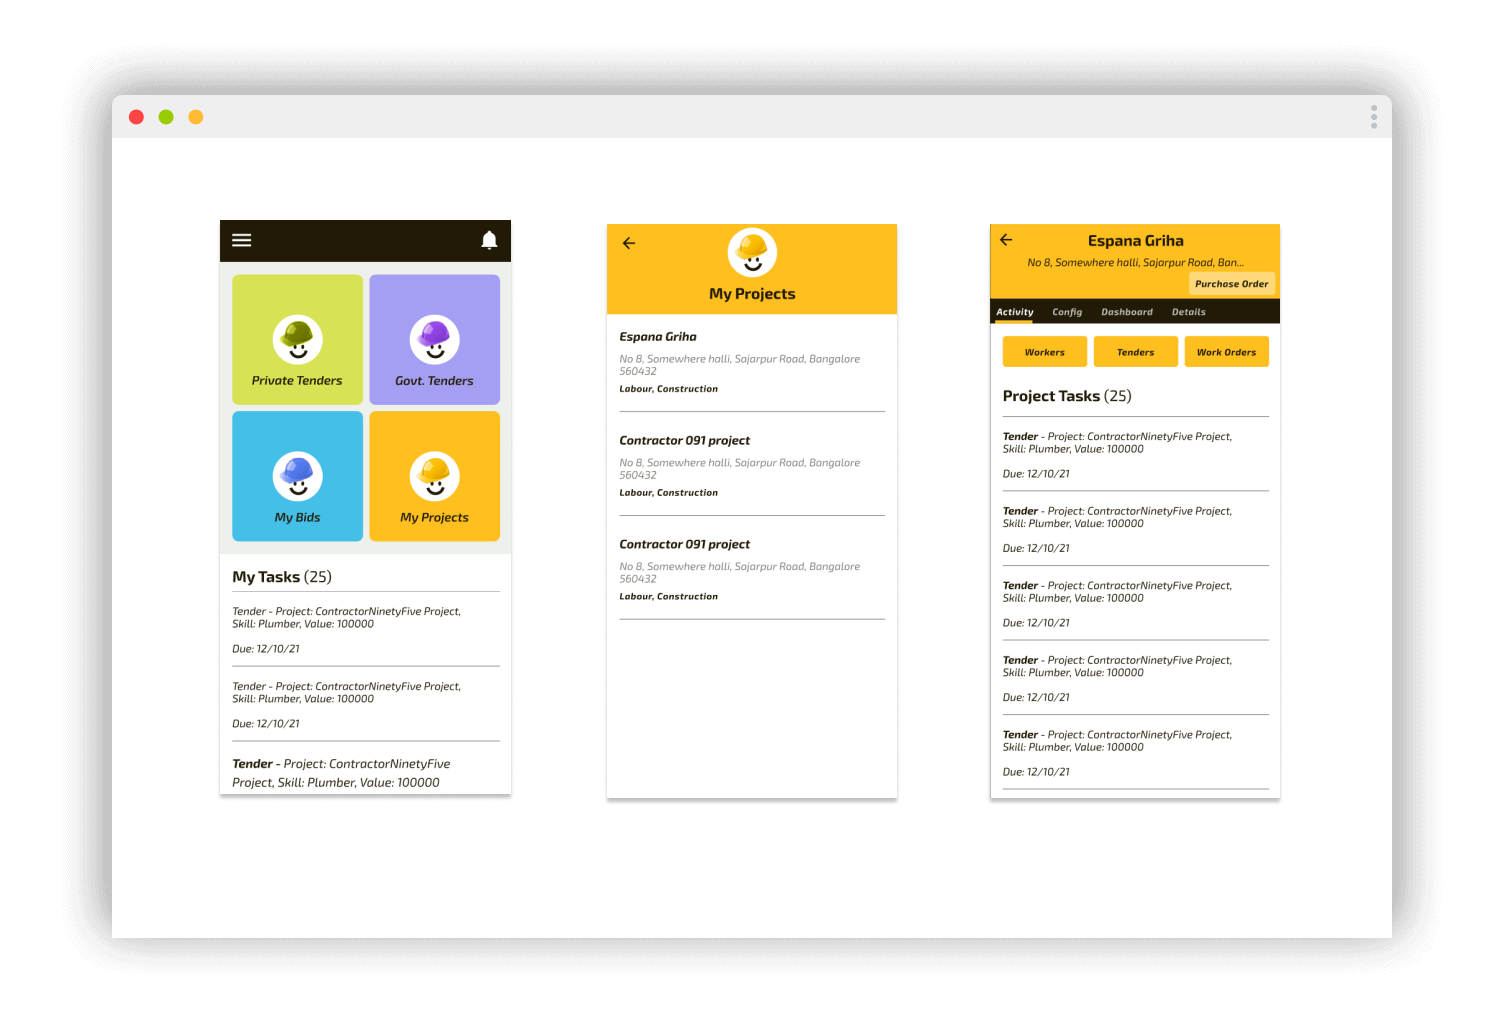 Private Tenders
Govt. Tenders
My Bids
My Projects
My Tasks (25)
Tender - Project: ContractorNinetyFive Project,
Skill: Plumber, Value: 100000
Due: 12/10/21
Tender - Project: ContractorNinetyFive Project,
Skill: Plumber, Value: 100000
Due: 12/10/21
Tender - Project: ContractorNinetyFive
Project, Skill: Plumber, Value: 100000
My Projects
Espana Griha
No 8, Somewhere halli, Sajarpur Road, Bangalore
560432
Labour, Construction
Contractor 091 project
No 8, Somewhere halli, Sajarpur Road, Bangalore
560432
Labour, Construction
Contractor 091 project
No 8, Somewhere halli, Sajarpur Road, Bangalore
560432
Labour, Construction
Espana Griha
No 8, Somewhere halli, Sajarpur Road, Ban...
Purchase Order
Activity Config Dashboard Details
Workers Tenders Work Orders
Project Tasks (25)
Tender - Project: ContractorNinetyFive Project,
Skill: Plumber, Value: 100000
Due: 12/10/21
Tender - Project: ContractorNinetyFive Project,
Skill: Plumber, Value: 100000
Due: 12/10/21
Tender - Project: ContractorNinetyFive Project,
Skill: Plumber, Value: 100000
Due: 12/10/21
Tender - Project: ContractorNinetyFive Project,
Skill: Plumber, Value: 100000
Due: 12/10/21
Tender - Project: ContractorNinetyFive Project,
Skill: Plumber, Value: 100000
Due: 12/10/21